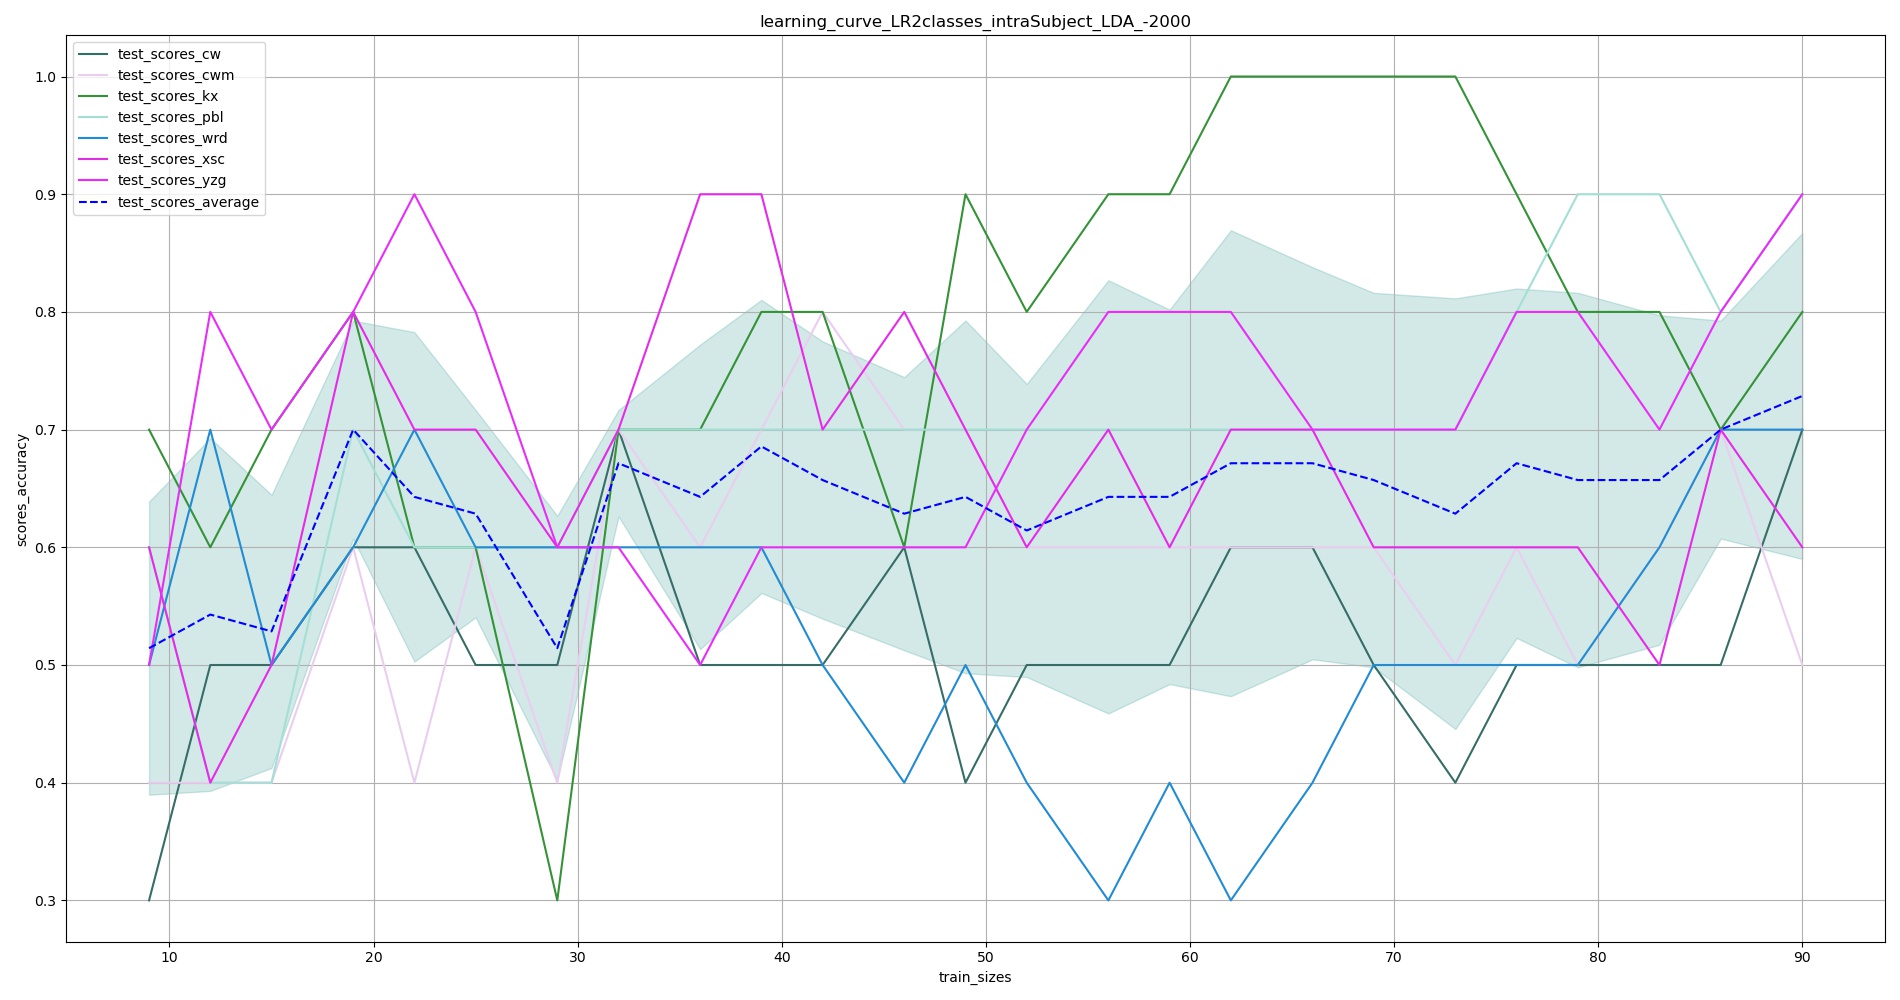 learning_curve_LR2classes_intraSubject_LDA_-2000
test_scores_cw
test_scores_cwm
test_scores_kx
test_scores_pbl
test_scores_wrd
test_scores_xsc
test_scores_yzg
test_scores_average
scores_accuracy
1.0
0.9
0.8
0.7
0.6
0.5
0.4
0.3
10 20 30 40 50 60 70 80 90
train_sizes